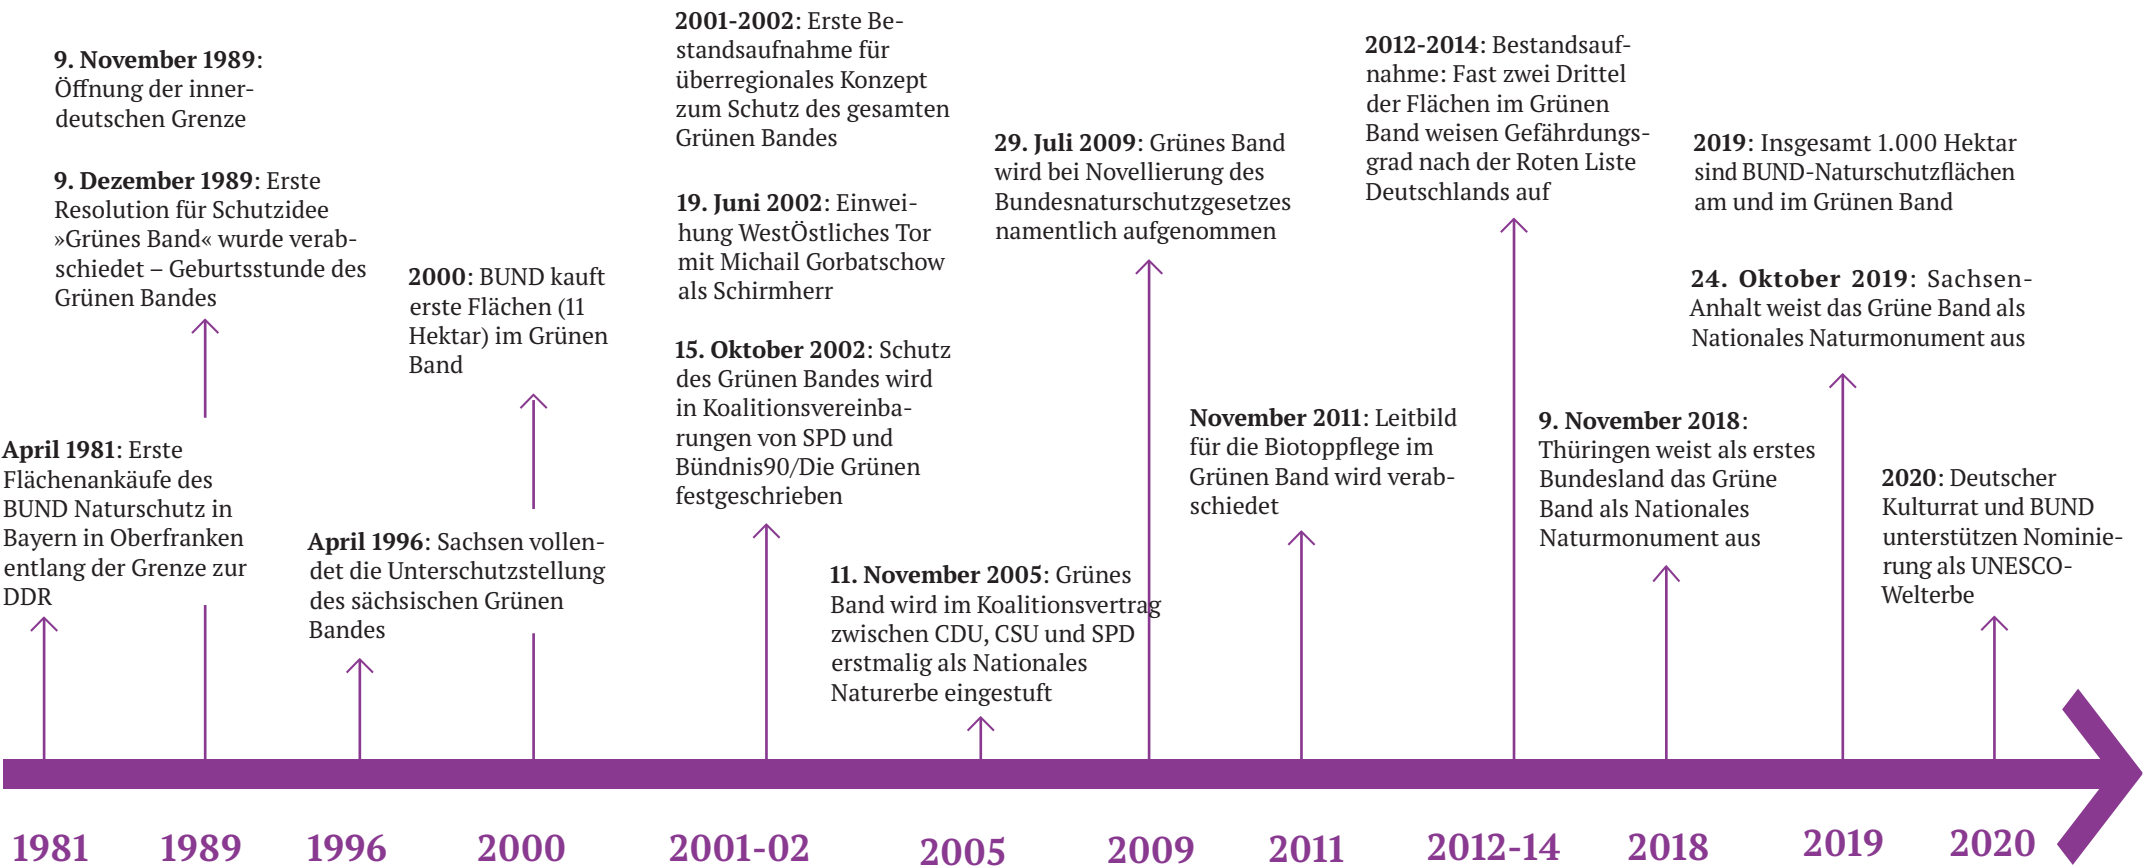 April 1981: Erste
Flächenankäufe des
BUND Naturschutz in
Bayern in Oberfranken
entlang der Grenze zur
DDR
9. November 1989:
Öffnung der inner-
deutschen Grenze
9. Dezember 1989: Erste
Resolution für Schutzidee
»Grünes Band« wurde verab-
schiedet – Geburtsstunde des
Grünen Bandes
April 1996: Sachsen vollen-
det die Unterschutzstellung
des sächsischen Grünen
Bandes
2000: BUND kauft
erste Flächen (11
Hektar) im Grünen
Band
2001-2002: Erste Be-
standsaufnahme für
überregionales Konzept
zum Schutz des gesamten
Grünen Bandes
19. Juni 2002: Einwei-
hung WestÖstliches Tor
mit Michail Gorbatschow
als Schirmherr
15. Oktober 2002: Schutz
des Grünen Bandes wird
in Koalitionsvereinba-
rungen von SPD und
Bündnis90/Die Grünen
festgeschrieben
11. November 2005: Grünes
Band wird im Koalitionsvertrag
zwischen CDU, CSU und SPD
erstmalig als Nationales
Naturerbe eingestuft
29. Juli 2009: Grünes Band
wird bei Novellierung des
Bundesnaturschutzgesetzes
namentlich aufgenommen
November 2011: Leitbild
für die Biotoppflege im
Grünen Band wird verab-
schiedet
2012-2014: Bestandsauf-
nahme: Fast zwei Drittel
der Flächen im Grünen
Band weisen Gefährdungs-
grad nach der Roten Liste
Deutschlands auf
9. November 2018:
Thüringen weist als erstes
Bundesland das Grüne
Band als Nationales
Naturmonument aus
2019: Insgesamt 1.000 Hektar
sind BUND-Naturschutzflächen
am und im Grünen Band
24. Oktober 2019: Sachsen-
Anhalt weist das Grüne Band als
Nationales Naturmonument aus
2020: Deutscher
Kulturrat und BUND
unterstützen Nominie-
rung als UNESCO-
Welterbe
1981
1989
1996
2000
2001-02
2005
2009
2011
2012-14
2018
2019
2020